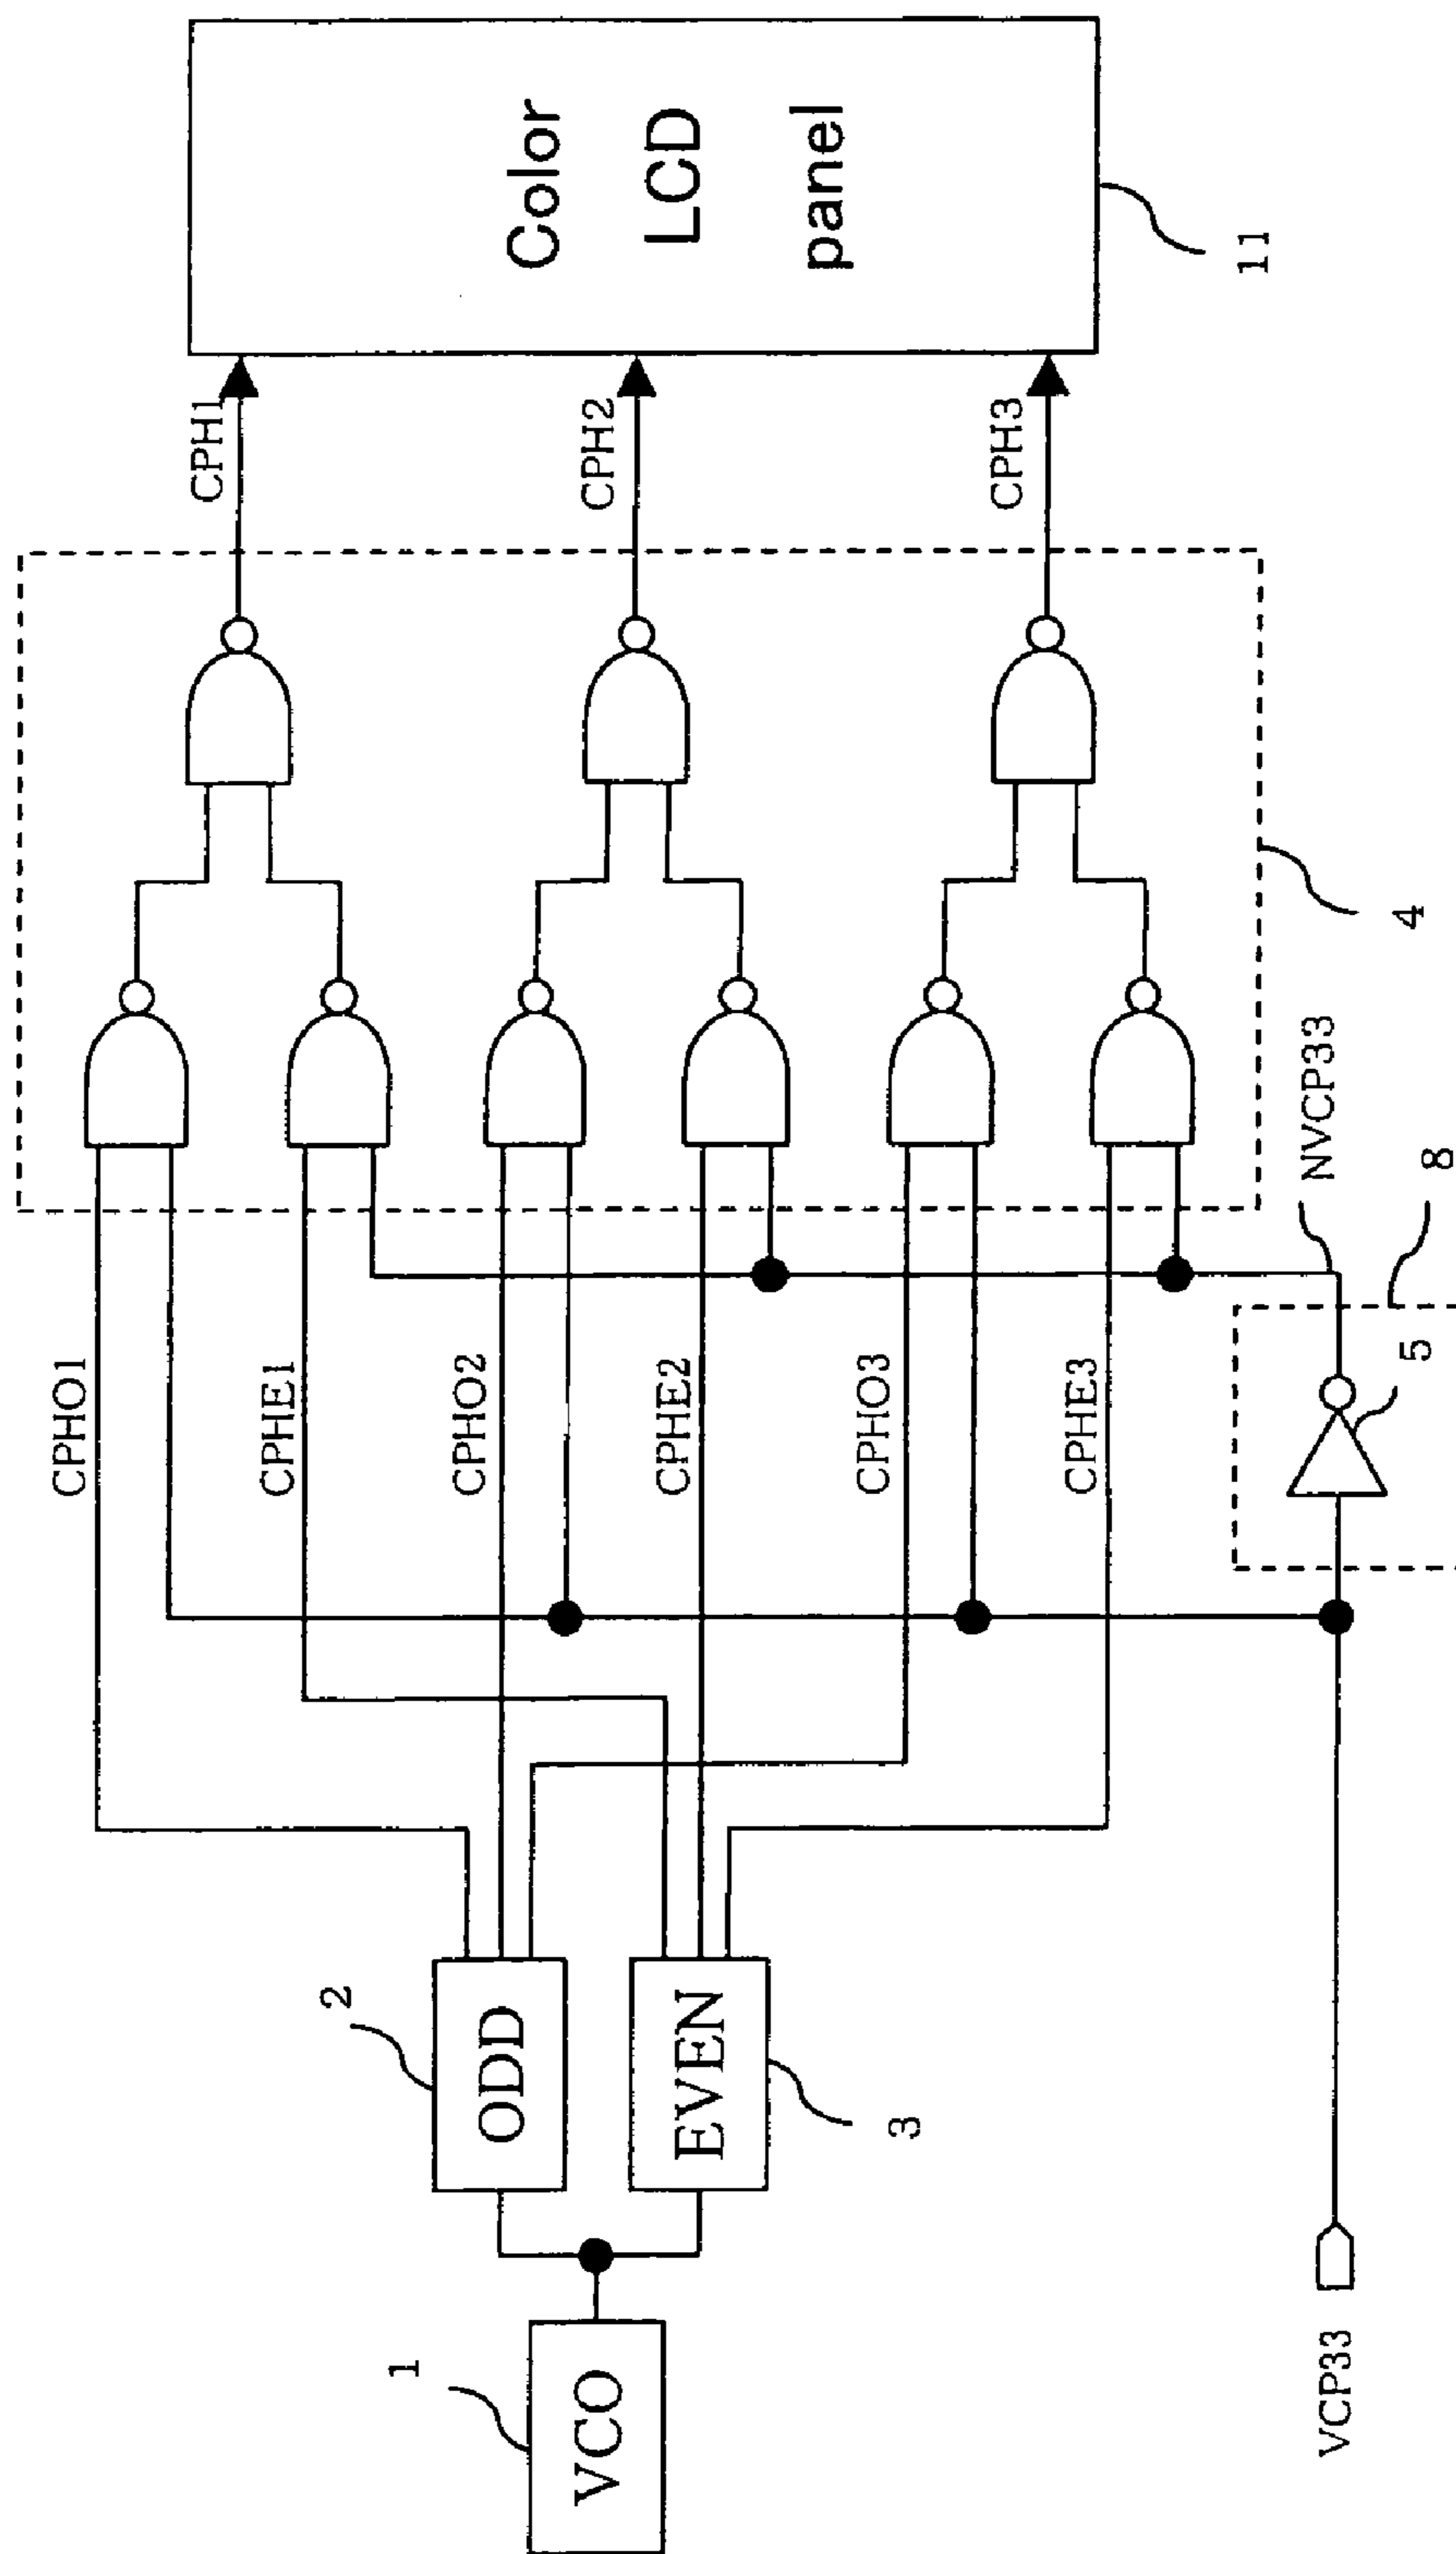 VCO
1
ODD
2
EVEN
3
CPHO1
CPHE1
CPHO2
CPHE2
CPHO3
CPHE3
VCP33
5
8
NVCP33
4
CPH1
CPH2
CPH3
Color
LCD
panel
11